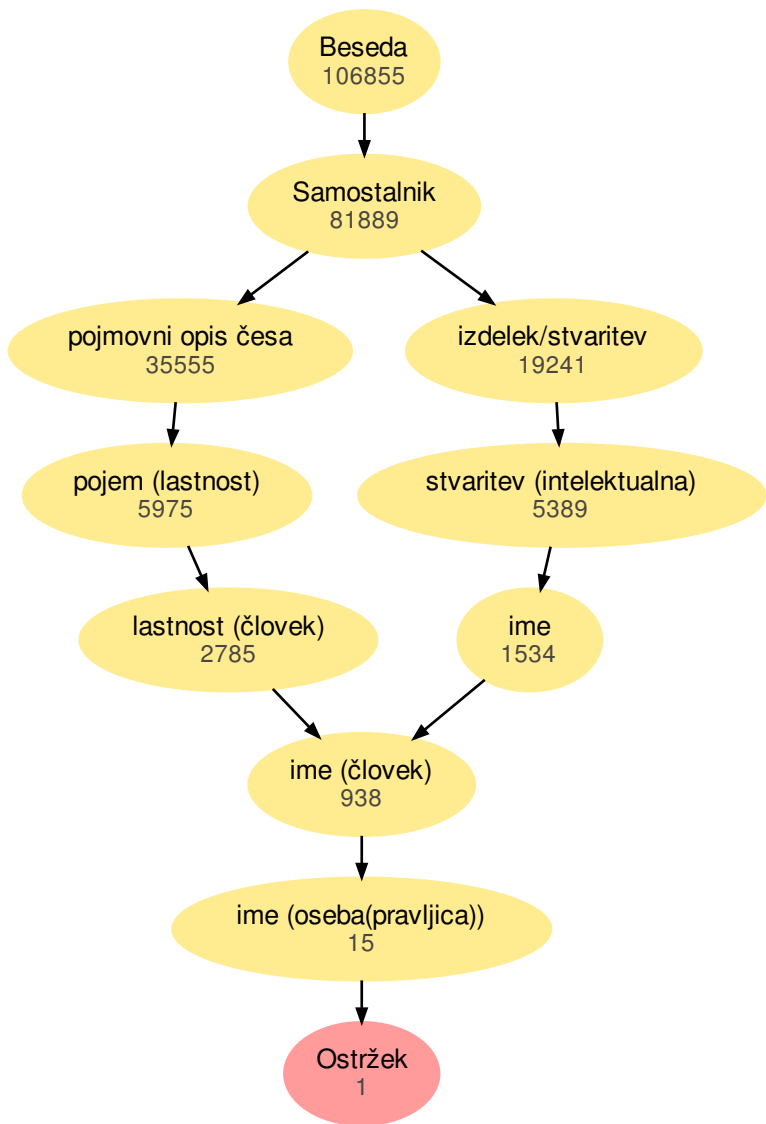 Beseda
106855
Samostalnik
81889
pojmovni opis česa
35555
izdelek/stvaritev
19241
pojem (lastnost)
5975
stvaritev (intelektualna)
5389
lastnost (človek)
2785
ime
1534
ime (človek)
938
ime (oseba(pravljica))
15
Ostržek
1